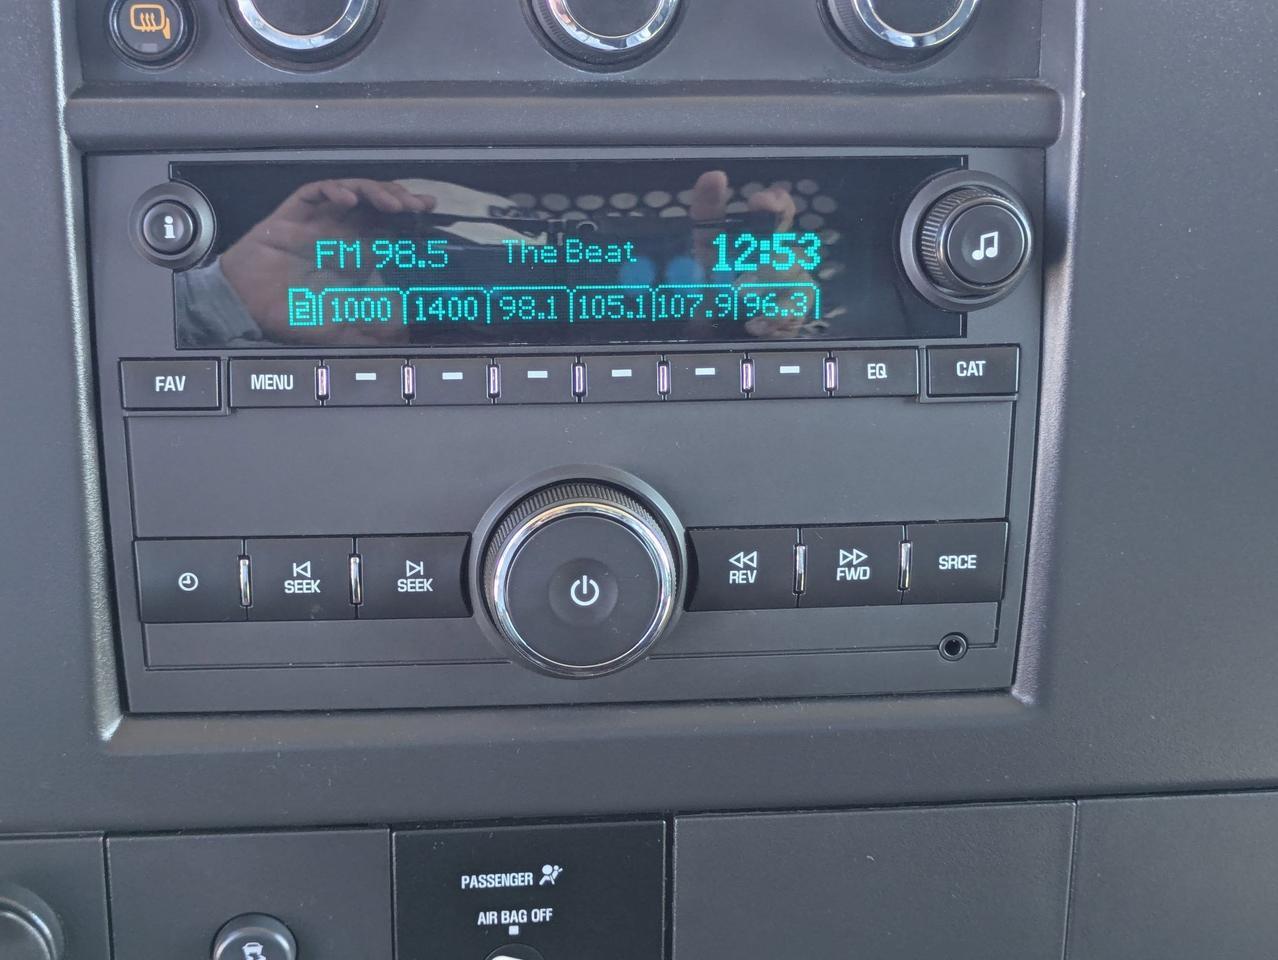 i
FM 98.5 The Beat 12:53
2 1000 1400 98.1 105.1 107.9 96.3
FAV MENU EQ CAT
SEEK SEEK REV FWD SRCE
PASSENGER
AIR BAG OFF